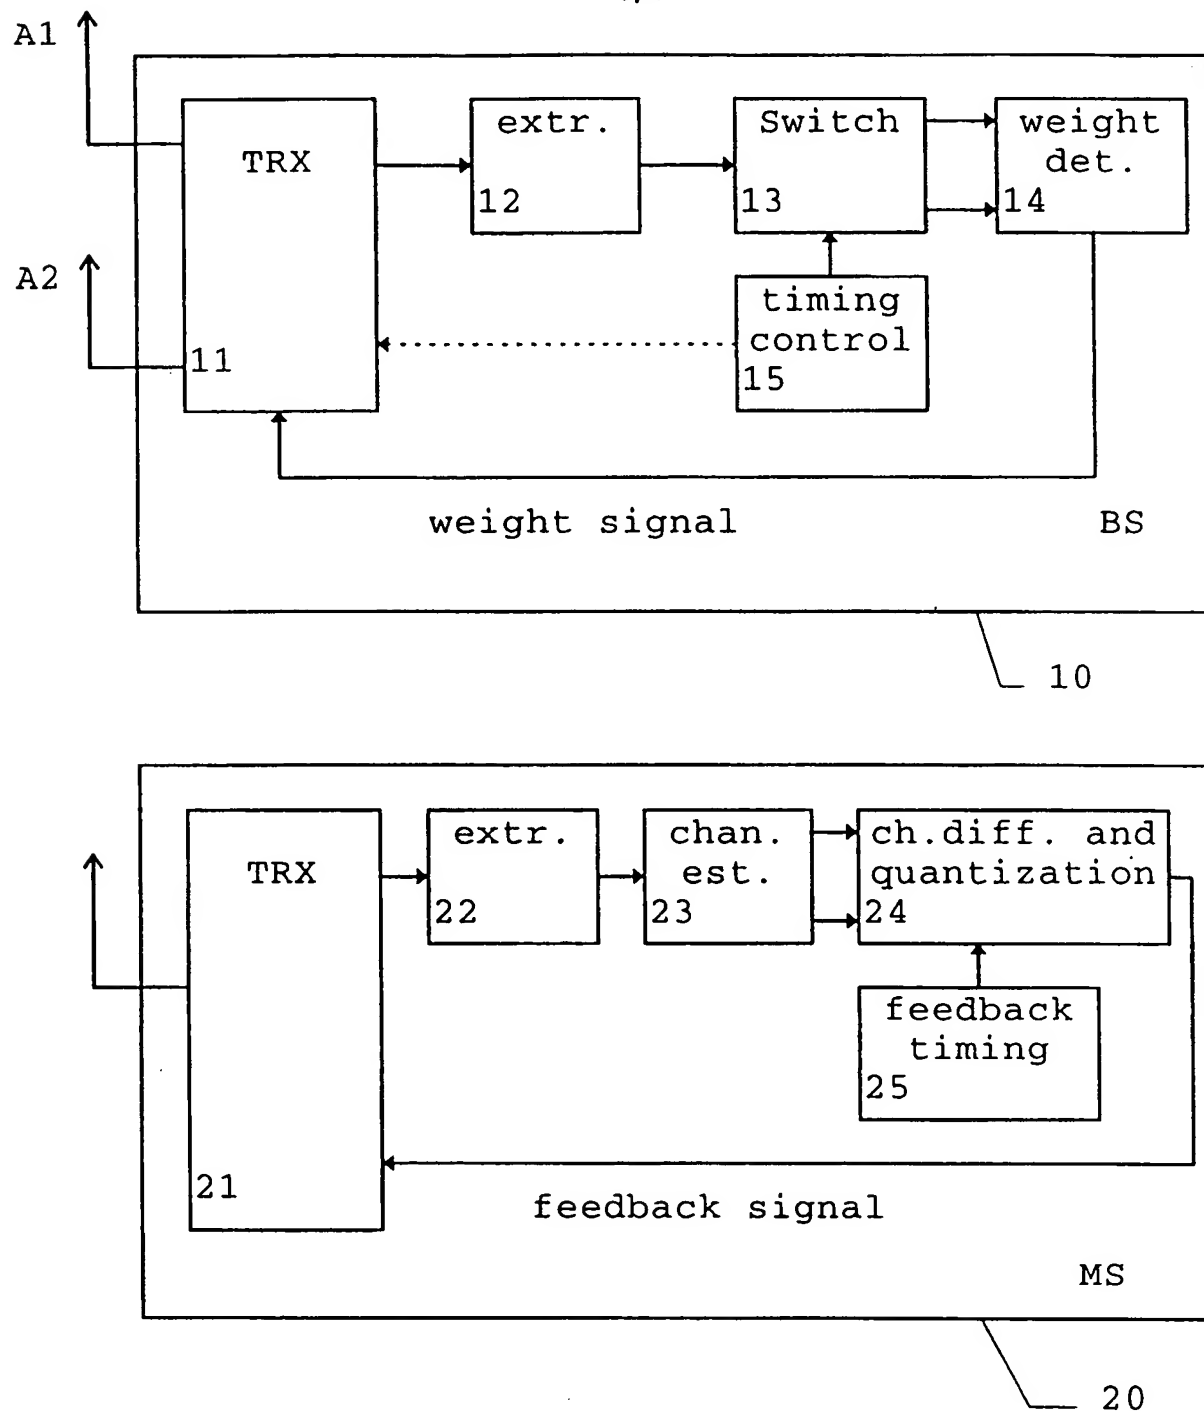 A1
TRX
11
extr.
12
Switch
13
weight
det.
14
A2
timing
control
15
weight signal
BS
10
TRX
21
extr.
22
chan.
est.
23
ch.diff. and
quantization
24
feedback
timing
25
feedback signal
MS
20